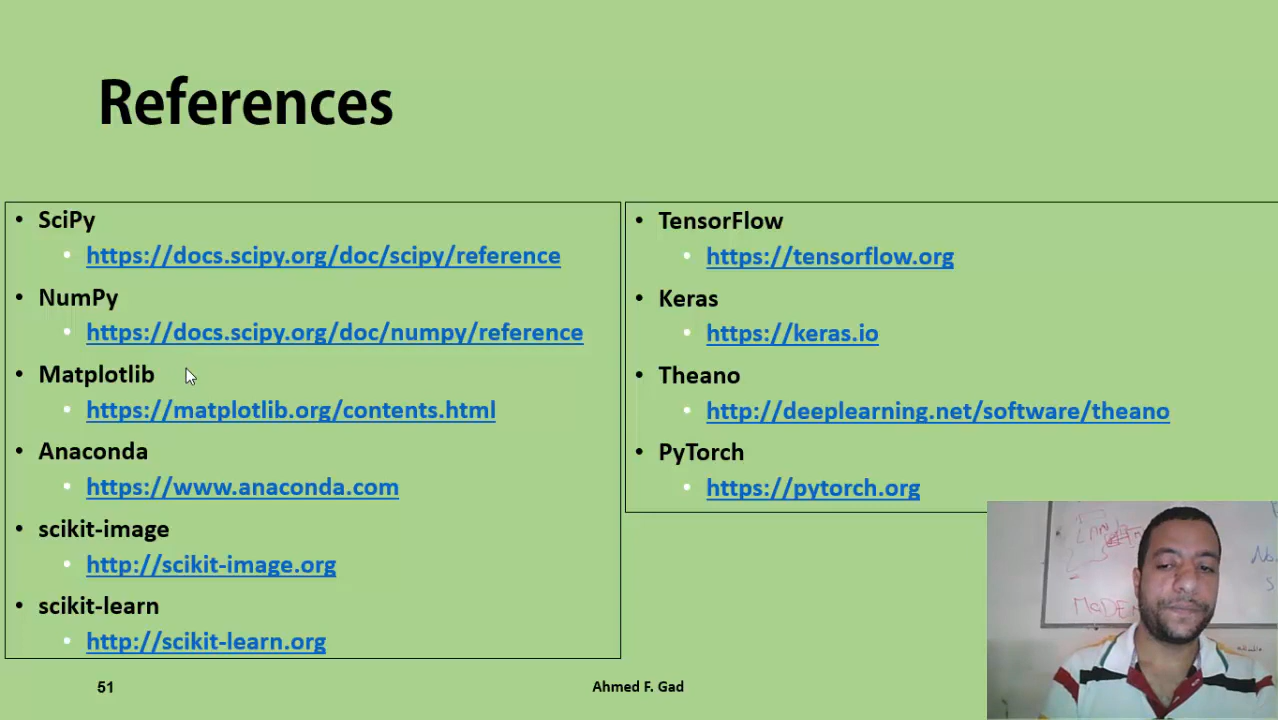 References
• SciPy
• https://docs.scipy.org/doc/scipy/reference
• NumPy
• https://docs.scipy.org/doc/numpy/reference
• Matplotlib
• https://matplotlib.org/contents.html
• Anaconda
• https://www.anaconda.com
• scikit-image
• http://scikit-image.org
• scikit-learn
• http://scikit-learn.org
• TensorFlow
• https://tensorflow.org
• Keras
• https://keras.io
• Theano
• http://deeplearning.net/software/theano
• PyTorch
• https://pytorch.org
51
Ahmed F. Gad